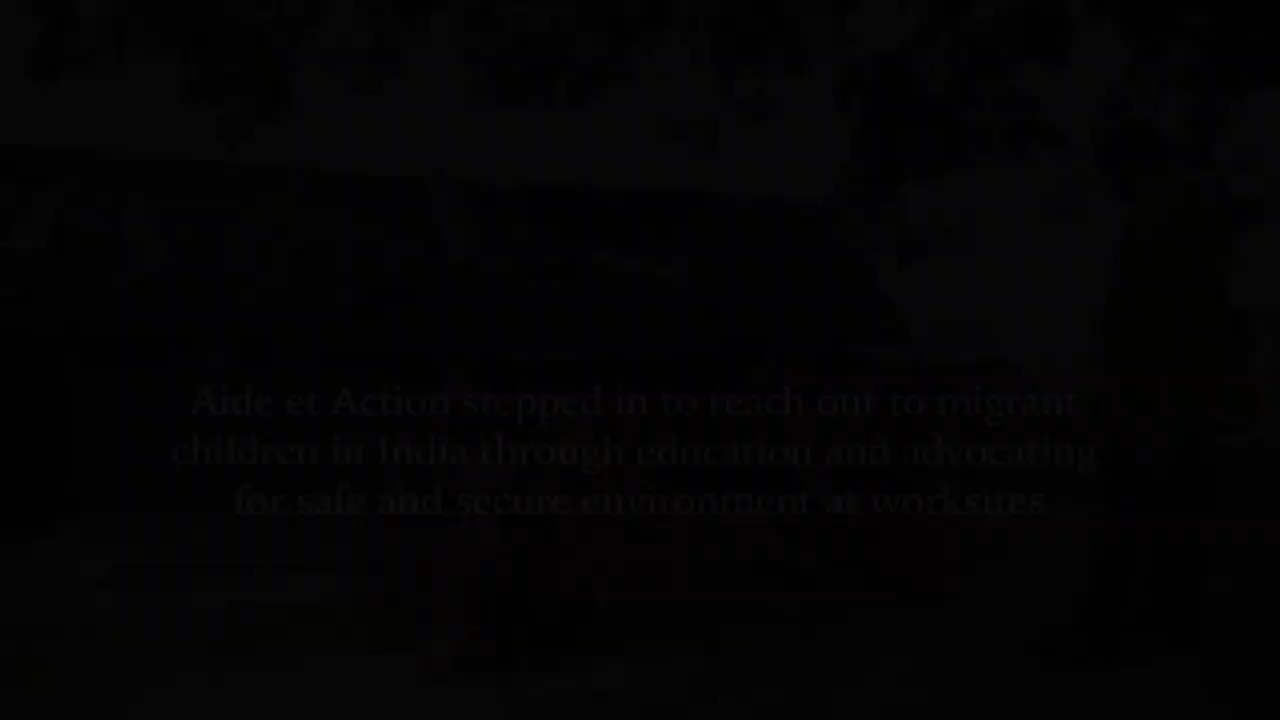 Aide et Action stepped in to reach out to migrant
children in India through education and advocating
for safe and secure environment at worksites